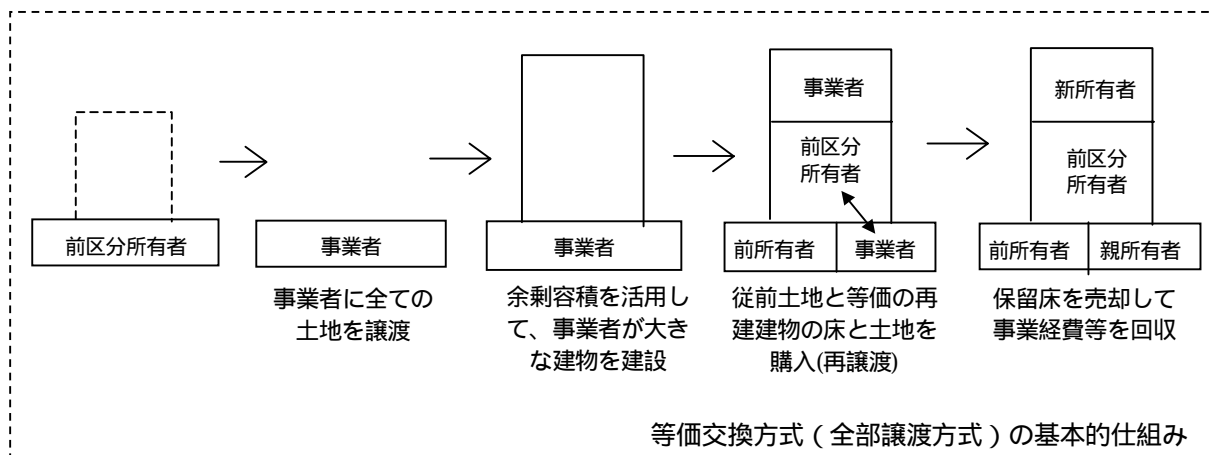 前区分所有者
事業者
事業者に全ての
土地を譲渡
事業者
余剰容積を活用し
て、事業者が大き
な建物を建設
事業者
前区分
所有者
前所有者
事業者
従前土地と等価の再
建建物の床と土地を
購入(再譲渡)
新所有者
前区分
所有者
前所有者
親所有者
保留床を売却して
事業経費等を回収
等価交換方式(全部譲渡方式)の基本的仕組み